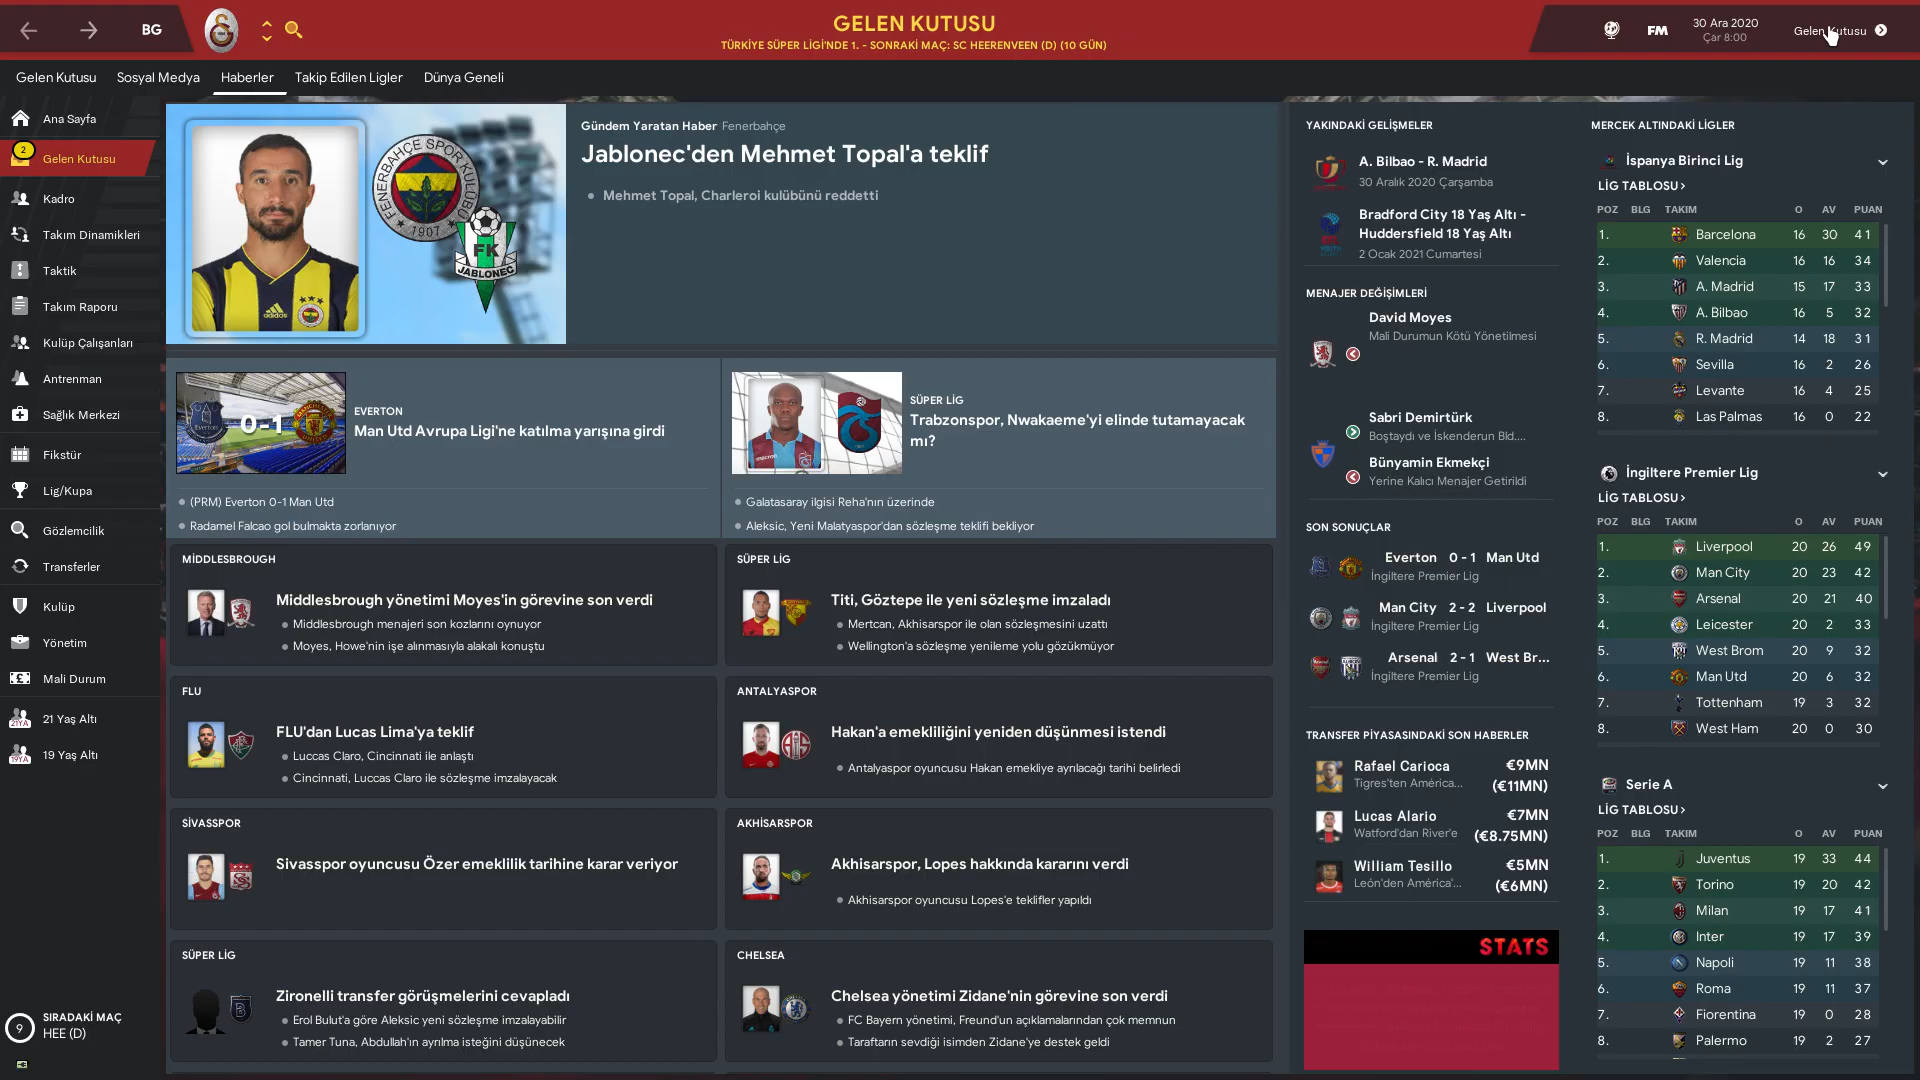 BG
GELEN KUTUSU
TÜRKİYE SÜPER LİGİ'NDE 1. - SONRAKİ MAÇ: SC HEERENVEEN (D) (10 GÜN)
FM
30 Ara 2020
Çar 8:00
Gelen Kutusu
Gelen Kutusu
Sosyal Medya
Haberler
Takip Edilen Ligler
Dünya Geneli
Ana Sayfa
2
Gelen Kutusu
Kadro
Takım Dinamikleri
Taktik
Takım Raporu
Kulüp Çalışanları
Antrenman
Sağlık Merkezi
Fikstür
Lig/Kupa
Gözlemcilik
Transferler
Kulüp
Yönetim
Mali Durum
21YA
21 Yaş Altı
19YA
19 Yaş Altı
9
SIRADAKİ MAÇ
HEE (D)
FENERBAHÇE SPOR KULÜBÜ
1907
FK
JABLONEC
adidas
Gündem Yaratan Haber Fenerbahçe
Jablonec'den Mehmet Topal'a teklif
Mehmet Topal, Charleroi kulübünü reddetti
Everton
0-1
EVERTON
Man Utd Avrupa Ligi'ne katılma yarışına girdi
(PRM) Everton 0-1 Man Utd
Radamel Falcao gol bulmakta zorlanıyor
SÜPER LİG
Trabzonspor, Nwakaeme'yi elinde tutamayacak
mı?
Galatasaray ilgisi Reha'nın üzerinde
Aleksic, Yeni Malatyaspor'dan sözleşme teklifi bekliyor
MİDDLESBROUGH
Middlesbrough yönetimi Moyes'in görevine son verdi
Middlesbrough menajeri son kozlarını oynuyor
Moyes, Howe'nin işe alınmasıyla alakalı konuştu
SÜPER LİG
Titi, Göztepe ile yeni sözleşme imzaladı
Mertcan, Akhisarspor ile olan sözleşmesini uzattı
Wellington'a sözleşme yenileme yolu gözükmüyor
FLU
FLU'dan Lucas Lima'ya teklif
Luccas Claro, Cincinnati ile anlaştı
Cincinnati, Luccas Claro ile sözleşme imzalayacak
ANTALYASPOR
Hakan'a emekliliğini yeniden düşünmesi istendi
Antalyaspor oyuncusu Hakan emekliye ayrılacağı tarihi belirledi
SİVASSPOR
Sivasspor oyuncusu Özer emeklilik tarihine karar veriyor
AKHİSARSPOR
Akhisarspor, Lopes hakkında kararını verdi
Akhisarspor oyuncusu Lopes'e teklifler yapıldı
SÜPER LİG
Zironelli transfer görüşmelerini cevapladı
Erol Bulut'a göre Aleksic yeni sözleşme imzalayabilir
Tamer Tuna, Abdullah'ın ayrılma isteğini düşünecek
CHELSEA
Chelsea yönetimi Zidane'nin görevine son verdi
FC Bayern yönetimi, Freund'un açıklamalarından çok memnun
Taraftarın sevdiği isimden Zidane'ye destek geldi
YAKINDAKİ GELİŞMELER
A. Bilbao - R. Madrid
30 Aralık 2020 Çarşamba
Bradford City 18 Yaş Altı -
Huddersfield 18 Yaş Altı
2 Ocak 2021 Cumartesi
MENAJER DEĞİŞİMLERİ
David Moyes
Mali Durumun Kötü Yönetilmesi
Sabri Demirtürk
Boştaydı ve İskenderun Bld....
Bünyamin Ekmekçi
Yerine Kalıcı Menajer Getirildi
SON SONUÇLAR
Everton 0 - 1 Man Utd
İngiltere Premier Lig
Man City 2 - 2 Liverpool
İngiltere Premier Lig
Arsenal 2 - 1 West Br...
İngiltere Premier Lig
TRANSFER PİYASASINDAKİ SON HABERLER
Rafael Carioca €9MN
Tigres'ten América... (€11MN)
Lucas Alario €7MN
Watford'dan River'e (€8.75MN)
William Tesillo €5MN
León'den América'... (€6MN)
STATS
MERCEK ALTINDAKİ LİGLER
İspanya Birinci Lig
LİG TABLOSU>
POZ BLG TAKIM O AV PUAN
1. Barcelona 16 30 41
2. Valencia 16 16 34
3. A. Madrid 15 17 33
4. A. Bilbao 16 5 32
5. R. Madrid 14 18 31
6. Sevilla 16 2 26
7. Levante 16 4 25
8. Las Palmas 16 0 22
İngiltere Premier Lig
LİG TABLOSU>
POZ BLG TAKIM O AV PUAN
1. Liverpool 20 26 49
2. Man City 20 23 42
3. Arsenal 20 21 40
4. Leicester 20 2 33
5. West Brom 20 9 32
6. Man Utd 20 6 32
7. Tottenham 19 3 32
8. West Ham 20 0 30
Serie A
LİG TABLOSU>
POZ BLG TAKIM O AV PUAN
1. Juventus 19 33 44
2. Torino 19 20 42
3. Milan 19 17 41
4. Inter 19 17 39
5. Napoli 19 11 38
6. Roma 19 11 37
7. Fiorentina 19 0 28
8. Palermo 19 2 27